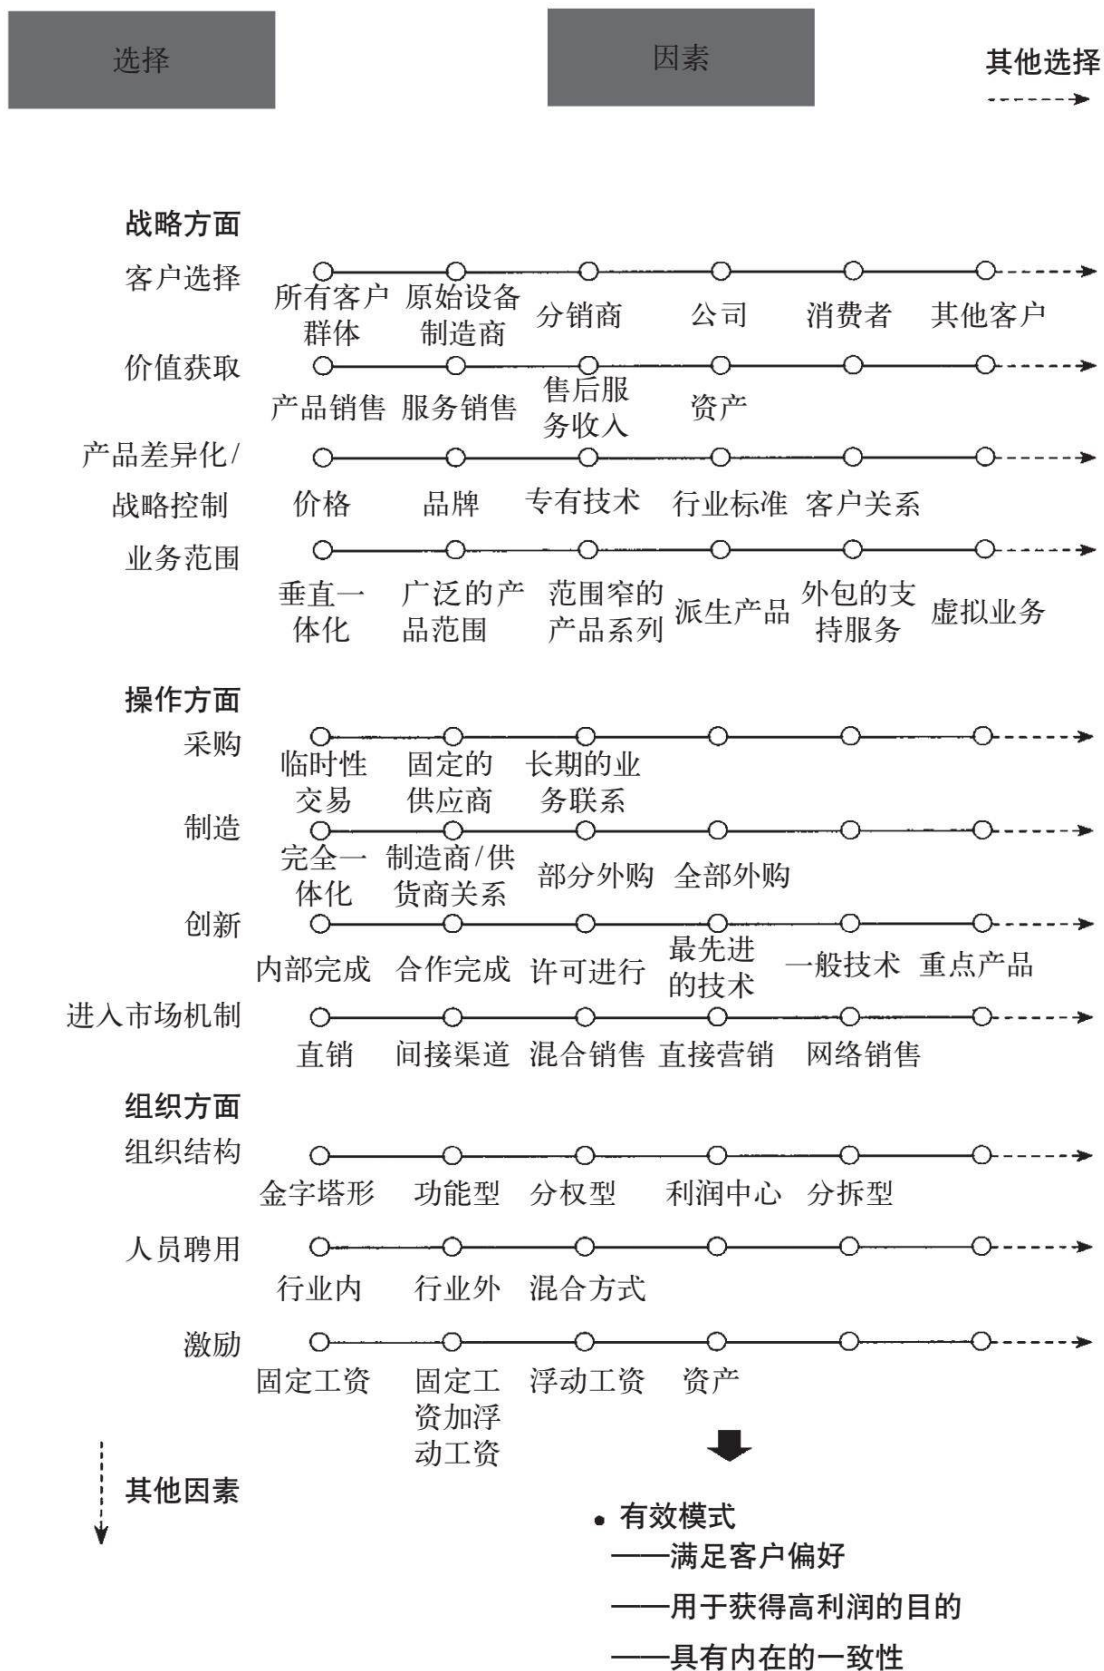 选择
因素
其他选择
战略方面
客户选择
所有客户
群体
原始设备
制造商
分销商
公司
消费者
其他客户
价值获取
产品销售
服务销售
售后服
务收入
资产
产品差异化/
战略控制
价格
品牌
专有技术
行业标准
客户关系
业务范围
垂直一
体化
广泛的产
品范围
范围窄的
产品系列
派生产品
外包的支
持服务
虚拟业务
操作方面
采购
临时性
交易
固定的
供应商
长期的业
务联系
制造
完全一
体化
制造商/供
货商关系
部分外购
全部外购
创新
内部完成
合作完成
许可进行
最先进
的技术
一般技术
重点产品
进入市场机制
直销
间接渠道
混合销售
直接营销
网络销售
组织方面
组织结构
金字塔形
功能型
分权型
利润中心
分拆型
人员聘用
行业内
行业外
混合方式
激励
固定工资
固定工
资加浮
动工资
浮动工资
资产
其他因素
• 有效模式
——满足客户偏好
——用于获得高利润的目的
——具有内在的一致性